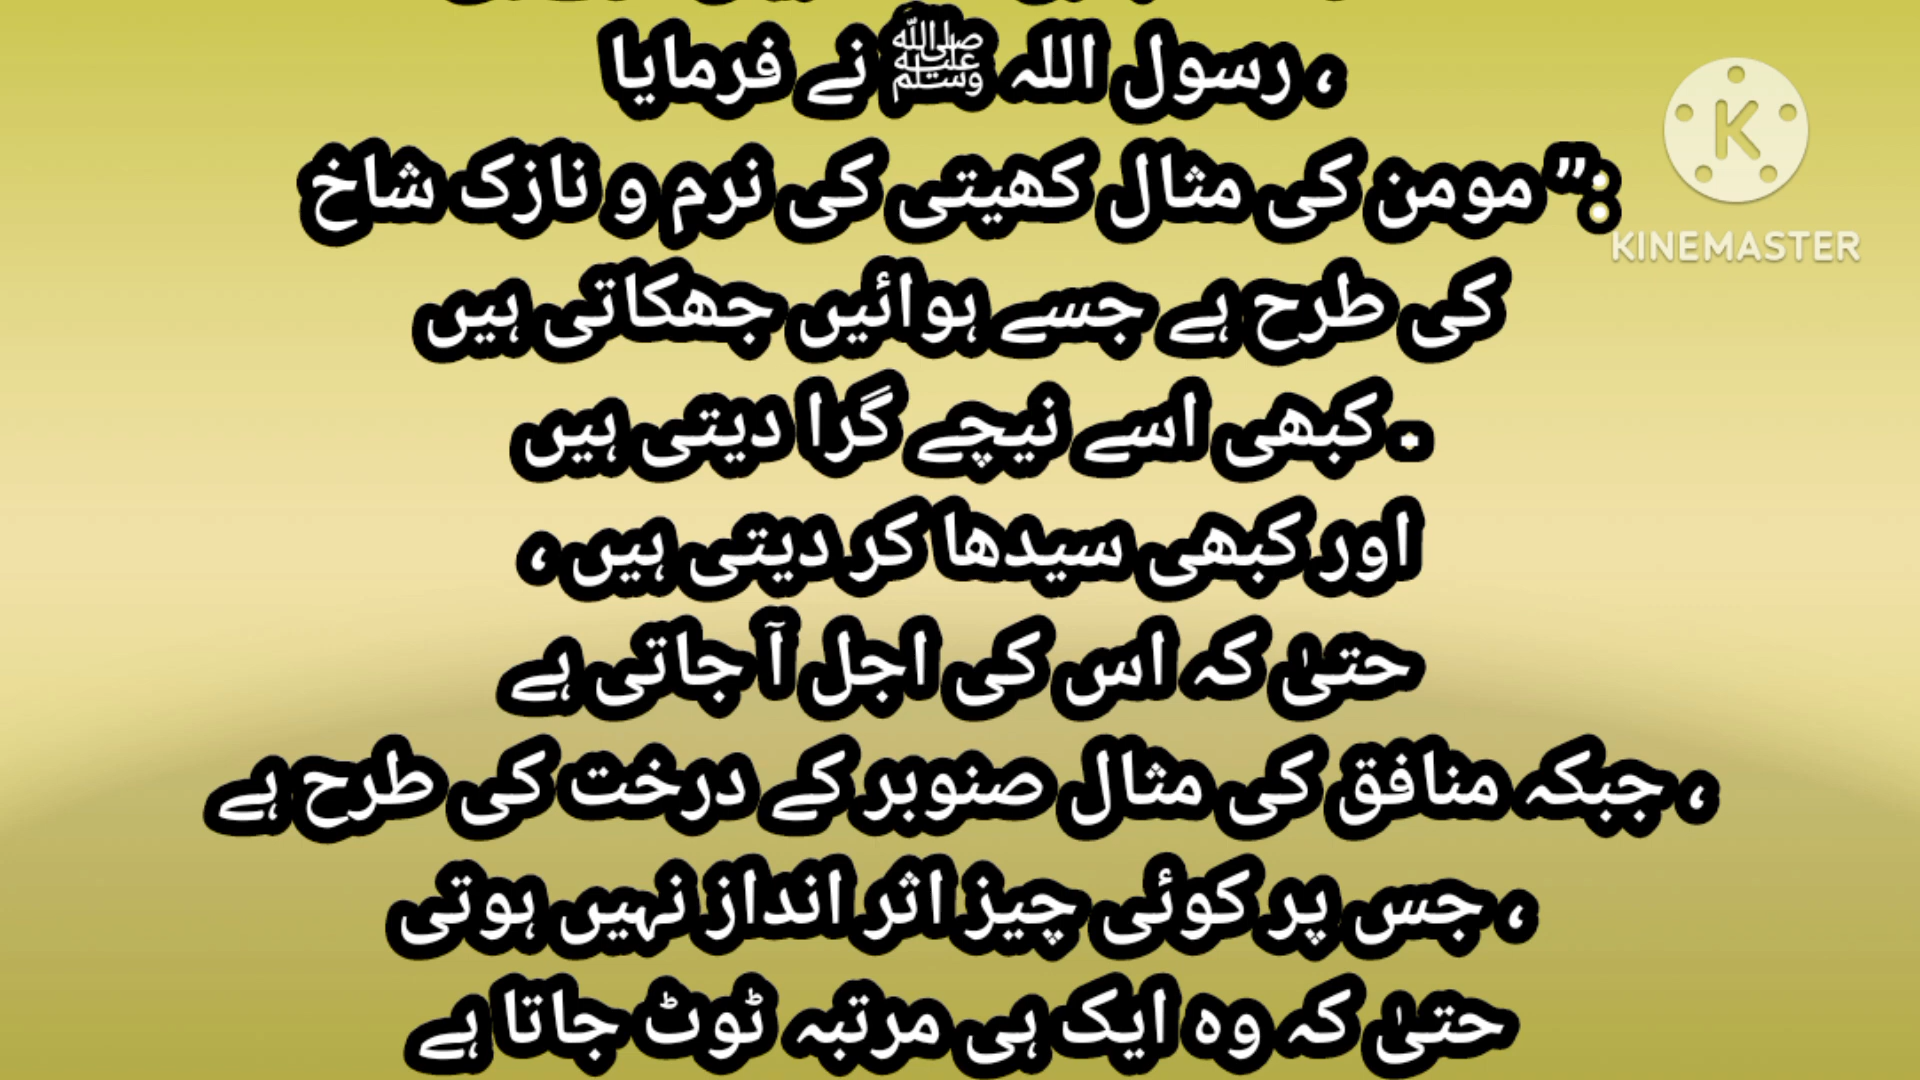 ، رسول اللہ ﷺ نے فرمایا
:” مومن کی مثال کھیتی کی نرم و نازک شاخ
کی طرح ہے جسے ہوائیں جھکاتی ہیں
. کبھی اسے نیچے گرا دیتی ہیں
اور کبھی سیدھا کر دیتی ہیں ،
حتیٰ کہ اس کی اجل آ جاتی ہے
، جبکہ منافق کی مثال صنوبر کے درخت کی طرح ہے
، جس پر کوئی چیز اثر انداز نہیں ہوتی
حتیٰ کہ وہ ایک ہی مرتبہ ٹوٹ جاتا ہے
K
KINEMASTER